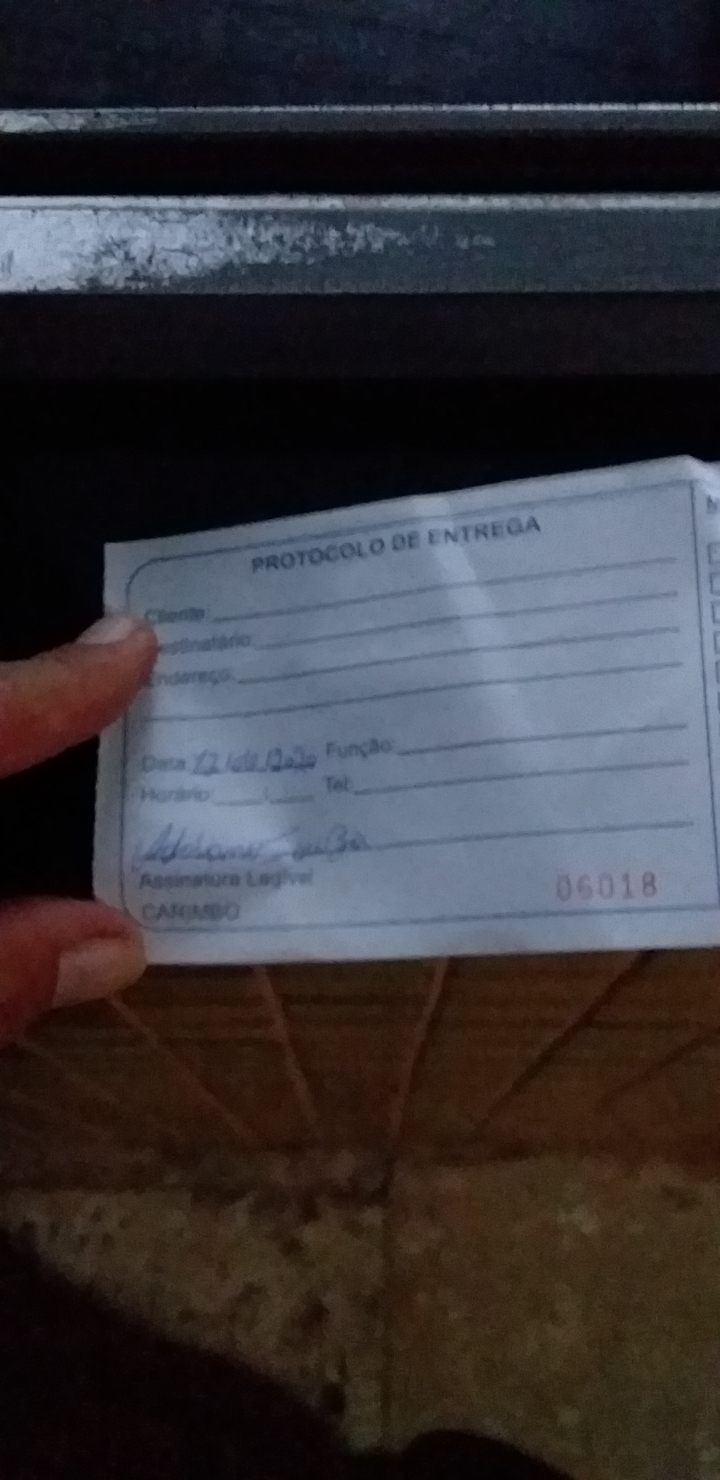 PROTOCOLO DE ENTREGA
Cliente:
Destinatário:
Endereço:
Data Função:
Horário: / Tel:
Assinatura Legível
CARIMBO
06018